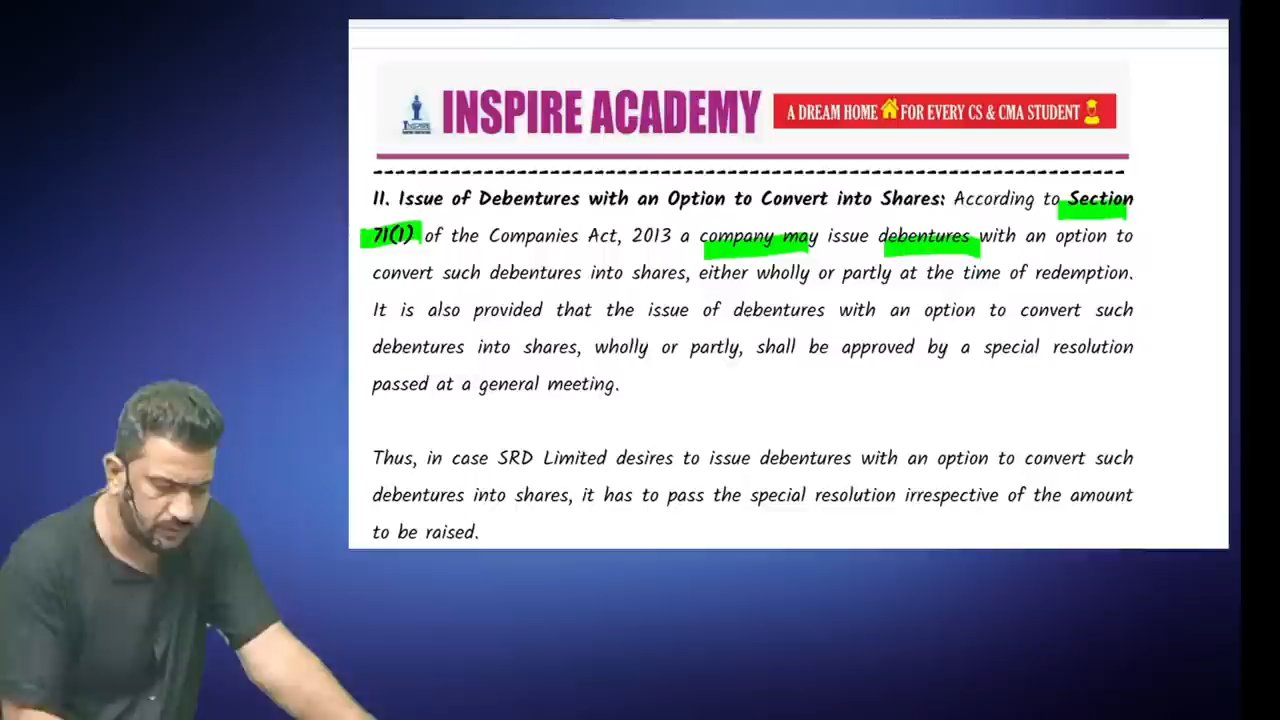 INSPIRE ACADEMY
A DREAM HOME FOR EVERY CS & CMA STUDENT
II. Issue of Debentures with an Option to Convert into Shares: According to Section
71(1) of the Companies Act, 2013 a company may issue debentures with an option to
convert such debentures into shares, either wholly or partly at the time of redemption.
It is also provided that the issue of debentures with an option to convert such
debentures into shares, wholly or partly, shall be approved by a special resolution
passed at a general meeting.
Thus, in case SRD Limited desires to issue debentures with an option to convert such
debentures into shares, it has to pass the special resolution irrespective of the amount
to be raised.